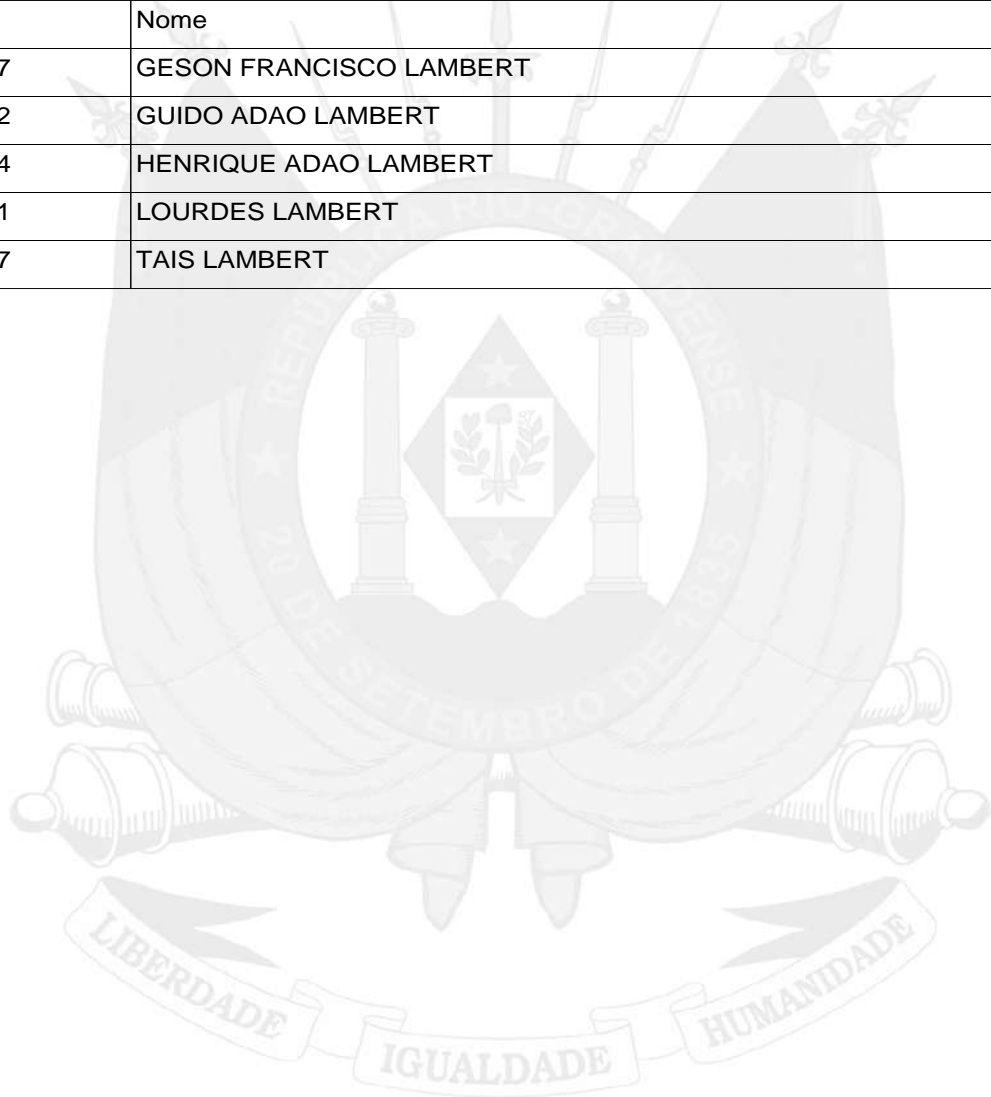 Nome
7 GESON FRANCISCO LAMBERT
2 GUIDO ADAO LAMBERT
4 HENRIQUE ADAO LAMBERT
1 LOURDES LAMBERT
7 TAIS LAMBERT
REPÚBLICA RIO-GRANDENSE
20 DE SETEMBRO DE 1835
LIBERDADE
IGUALDADE
HUMANIDADE